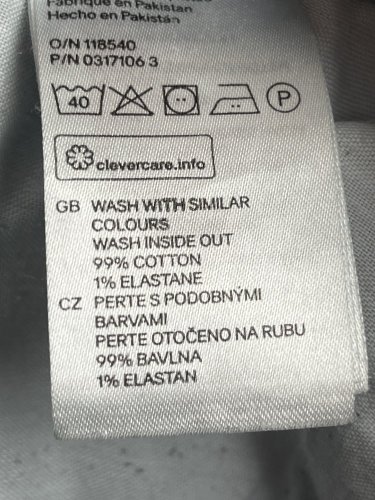 Fabriqué en Pakistan
Hecho en Pakistán
O/N 118540
P/N 0317106 3
40
P
clevercare.info
GB WASH WITH SIMILAR
COLOURS
WASH INSIDE OUT
99% COTTON
1% ELASTANE
CZ PERTE S PODOBNÝMI
BARVAMI
PERTE OTOČENO NA RUBU
99% BAVLNA
1% ELASTAN